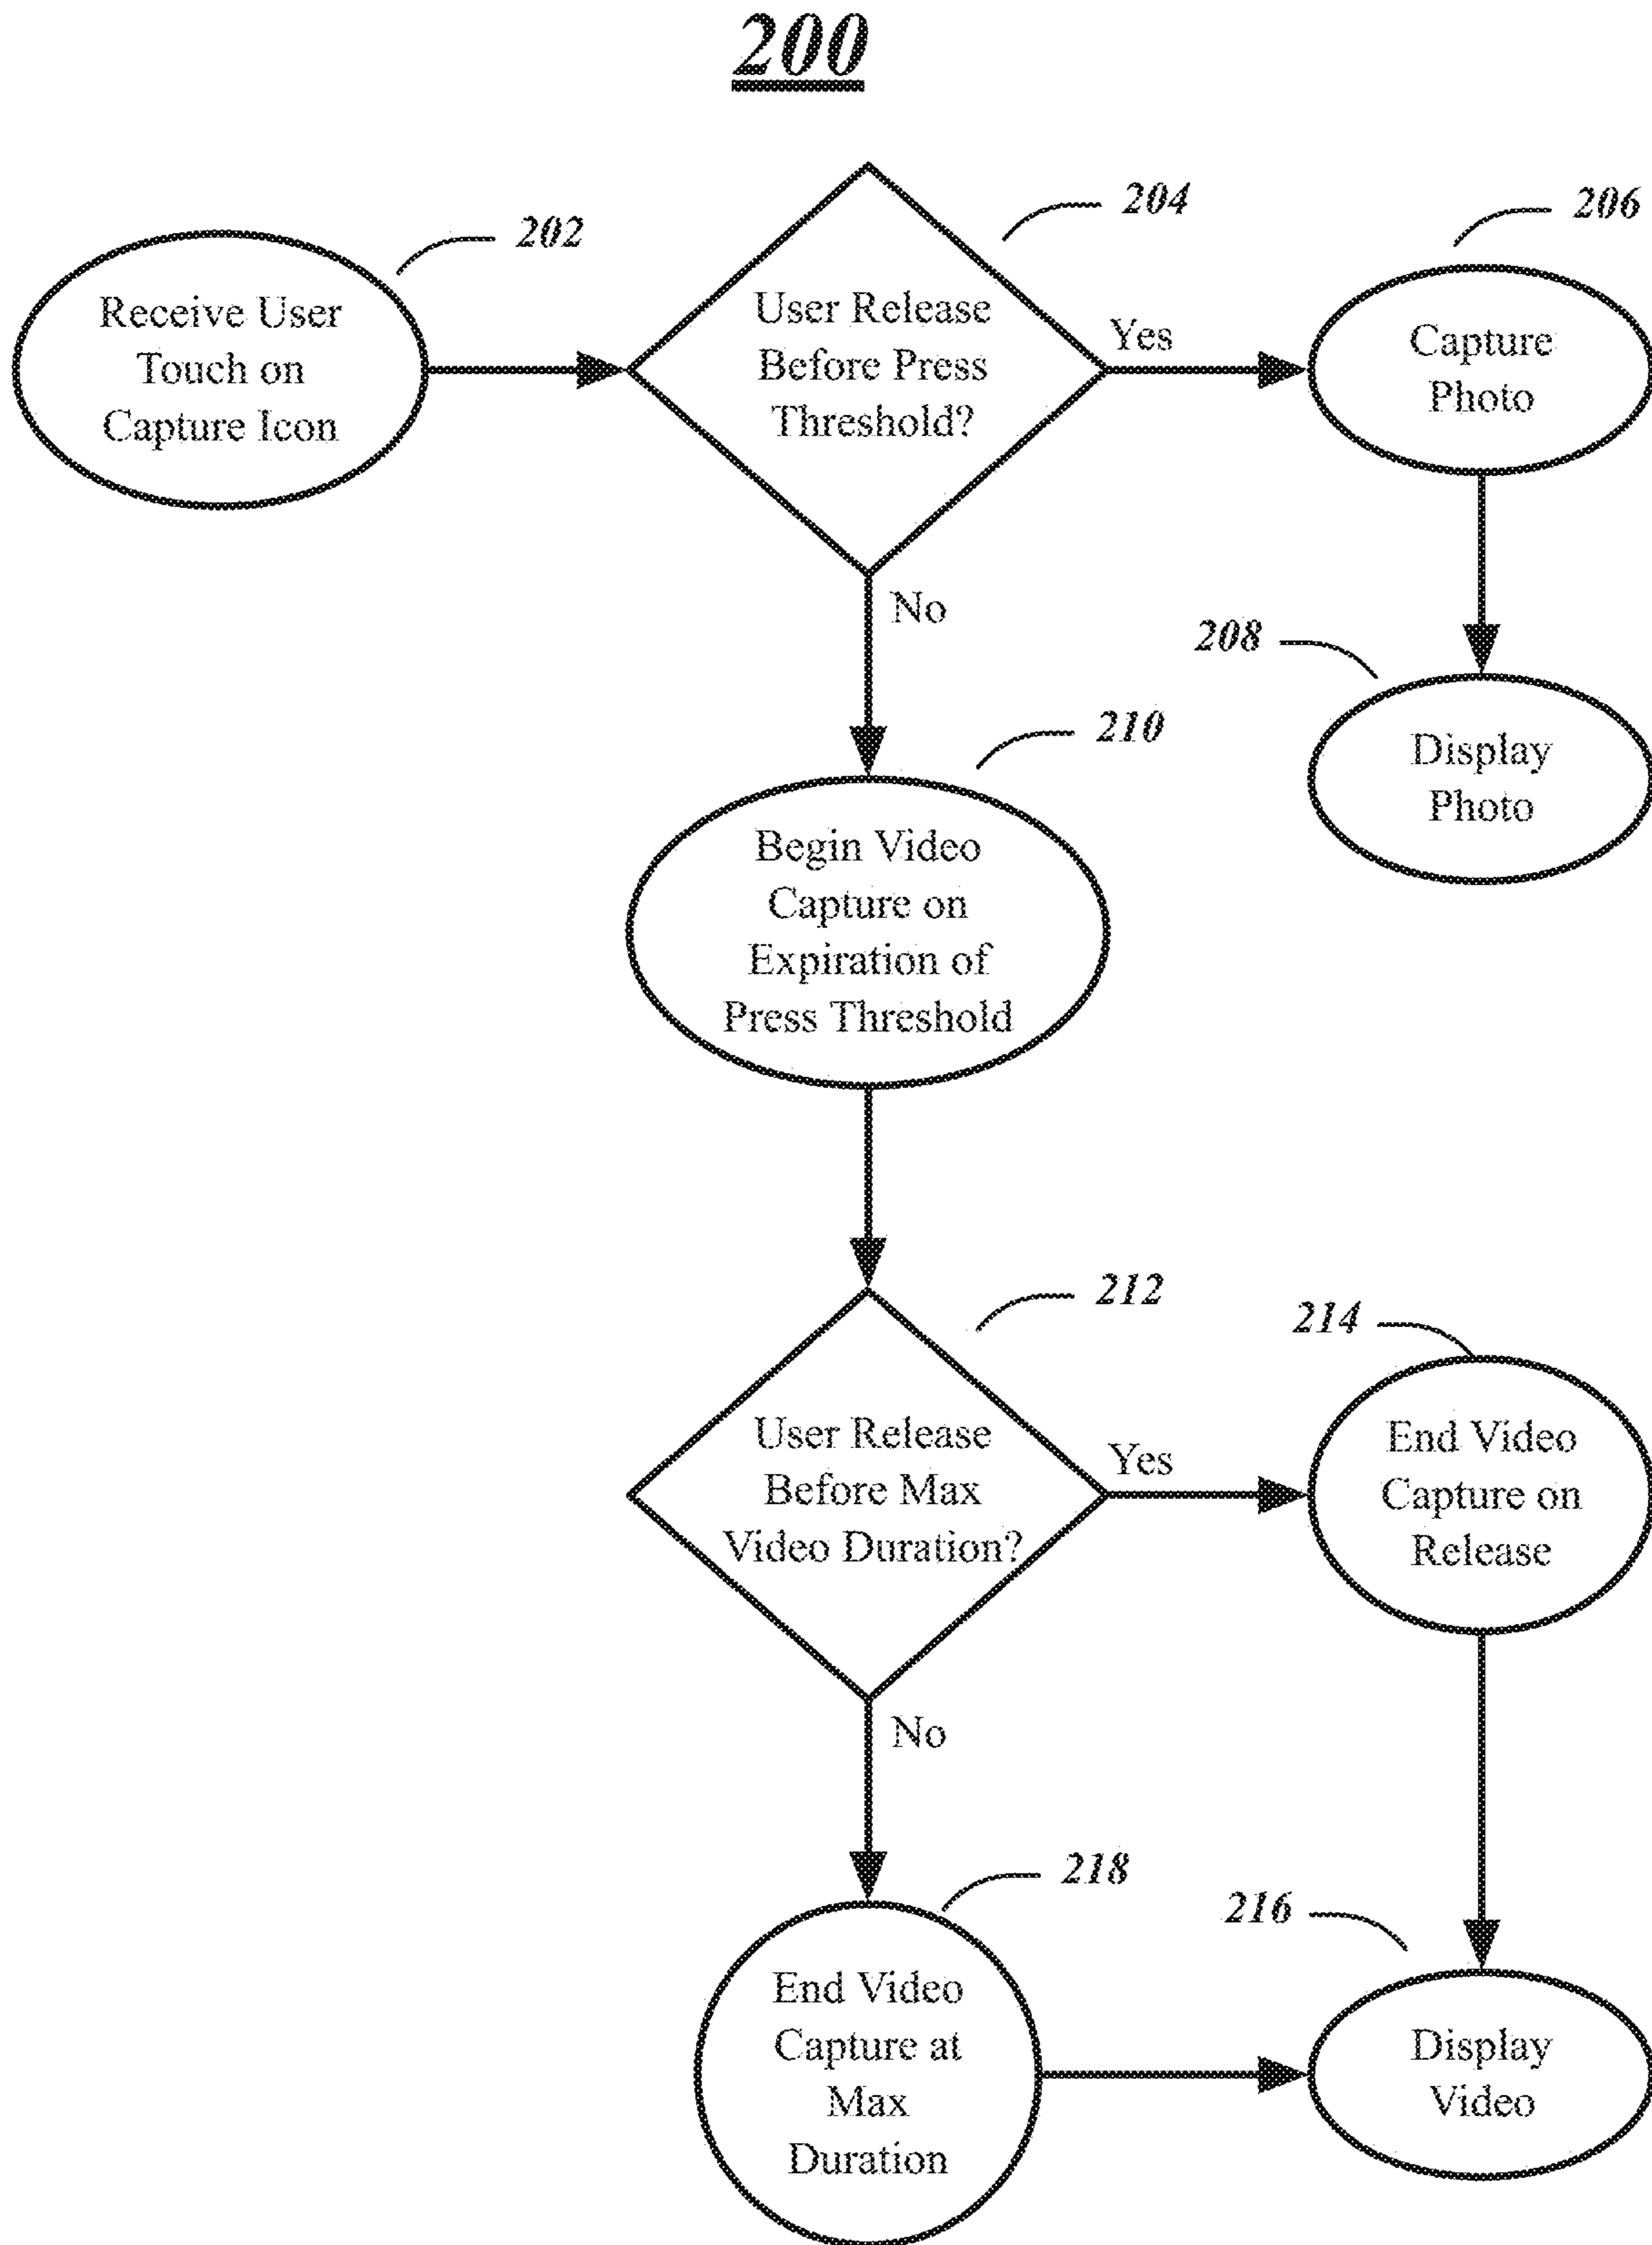 200
202
Receive User
Touch on
Capture Icon
204
User Release
Before Press
Threshold?
Yes
206
Capture
Photo
No
208
Display
Photo
210
Begin Video
Capture on
Expiration of
Press Threshold
212
User Release
Before Max
Video Duration?
Yes
214
End Video
Capture on
Release
No
218
End Video
Capture at
Max
Duration
216
Display
Video